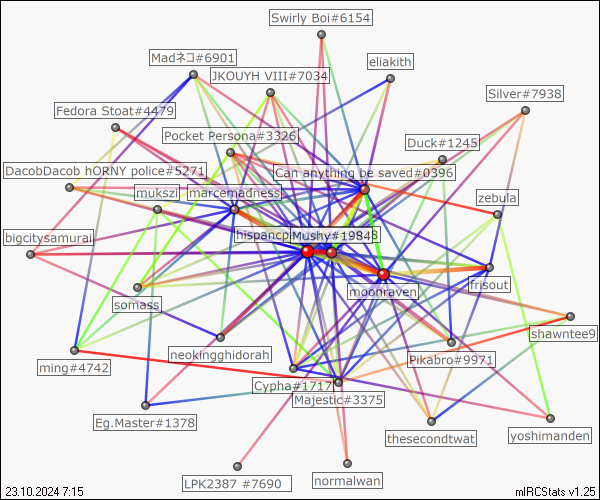 Swirly Boi#6154
Madネコ#6901
eliakith
JKOUYH VIII#7034
Silver#7938
Fedora Stoat#4479
Pocket Persona#3326
Duck#1245
DacobDacob hORNY police#5271
Can anything be saved#0396
mukszi
marcemadness
zebula
bigcitysamurai
hispancp
Mushy#1984
8
frisout
moonraven
somass
shawntee9
neokingghidorah
Pikabro#9971
ming#4742
Cypha#1717
Majestic#3375
Eg.Master#1378
thesecondtwat
yoshimanden
LPK2387 #7690
normalwan
23.10.2024 7:15
mIRCStats v1.25